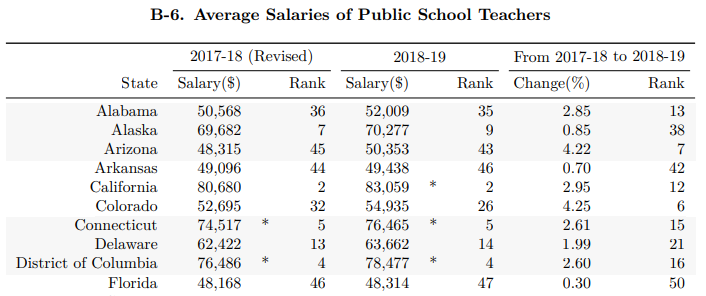 B-6. Average Salaries of Public School Teachers
2017-18 (Revised) 2018-19 From 2017-18 to 2018-19
State Salary($) Rank Salary($) Rank Change(%) Rank
Alabama 50,568 36 52,009 35 2.85 13
Alaska 69,682 7 70,277 9 0.85 38
Arizona 48,315 45 50,353 43 4.22 7
Arkansas 49,096 44 49,438 46 0.70 42
California 80,680 2 83,059 * 2 2.95 12
Colorado 52,695 32 54,935 26 4.25 6
Connecticut 74,517 * 5 76,465 * 5 2.61 15
Delaware 62,422 13 63,662 14 1.99 21
District of Columbia 76,486 * 4 78,477 * 4 2.60 16
Florida 48,168 46 48,314 47 0.30 50